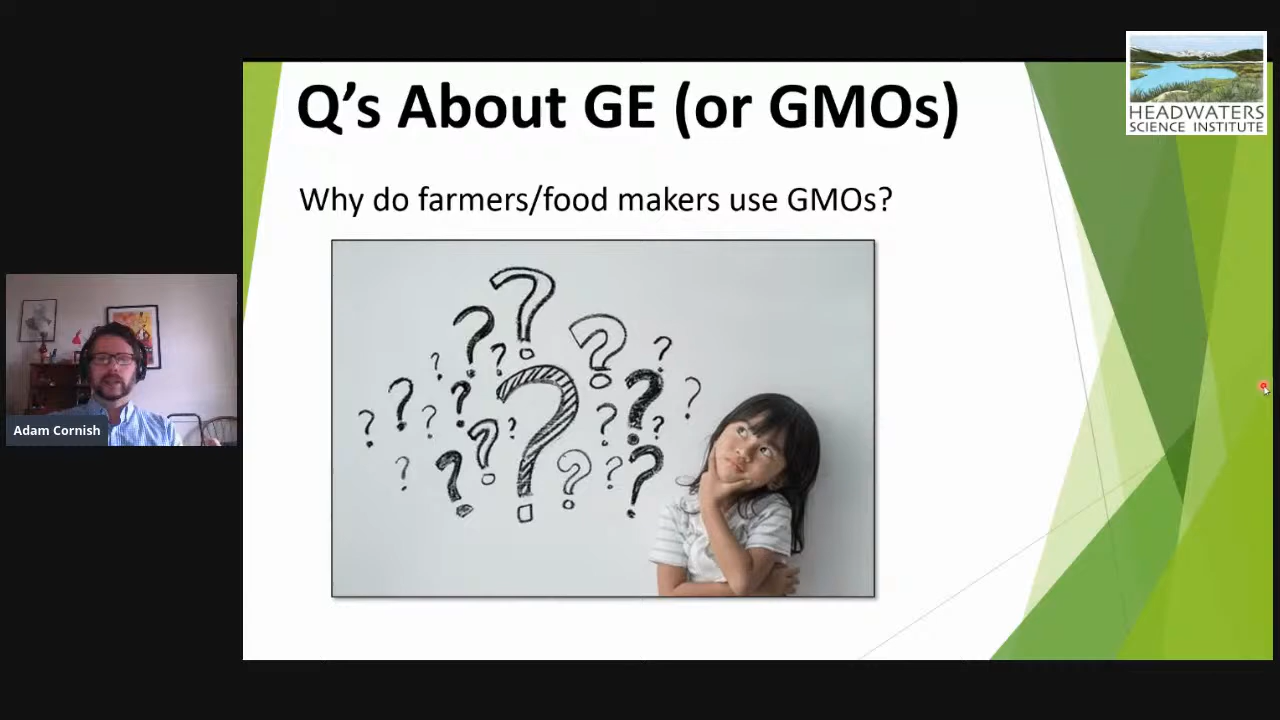 Q's About GE (or GMOs)
Why do farmers/food makers use GMOs?
HEADWATERS
SCIENCE INSTITUTE
Adam Cornish